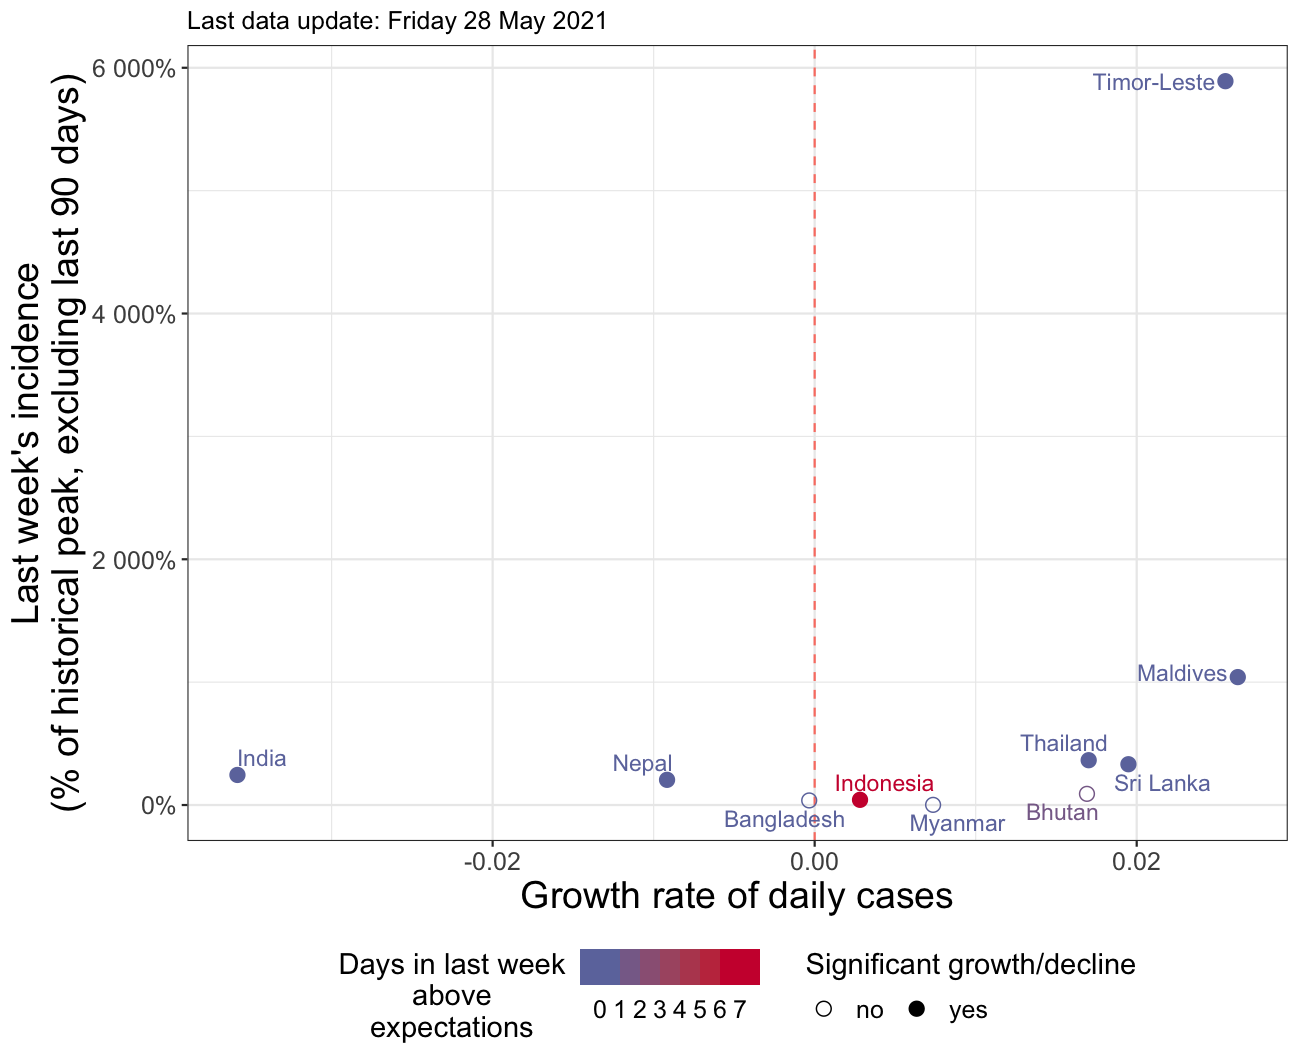 Last data update: Friday 28 May 2021
Last week's incidence
(% of historical peak, excluding last 90 days)
6 000%
4 000%
2 000%
0%
Timor-Leste
Maldives
Thailand
Sri Lanka
India
Nepal
Indonesia
Bangladesh
Myanmar
Bhutan
-0.02
0.00
0.02
Growth rate of daily cases
Days in last week
above
expectations
0 1 2 3 4 5 6 7
Significant growth/decline
no
yes